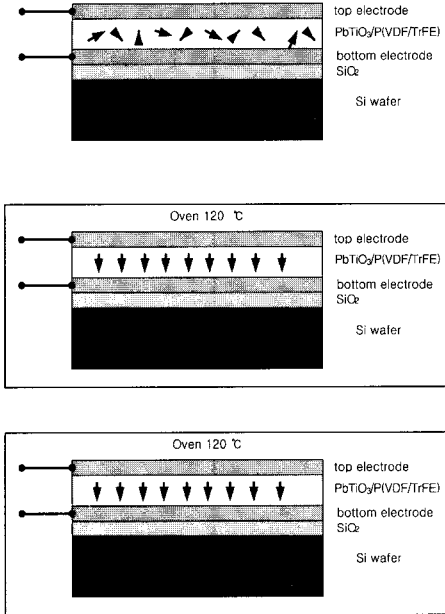 top electrode
PbTiO₃/P(VDF/TrFE)
bottom electrode
SiO₂
Si wafer
Oven 120 ℃
top electrode
PbTiO₃/P(VDF/TrFE)
bottom electrode
SiO₂
Si wafer
Oven 120 ℃
top electrode
PbTiO₃/P(VDF/TrFE)
bottom electrode
SiO₂
Si wafer